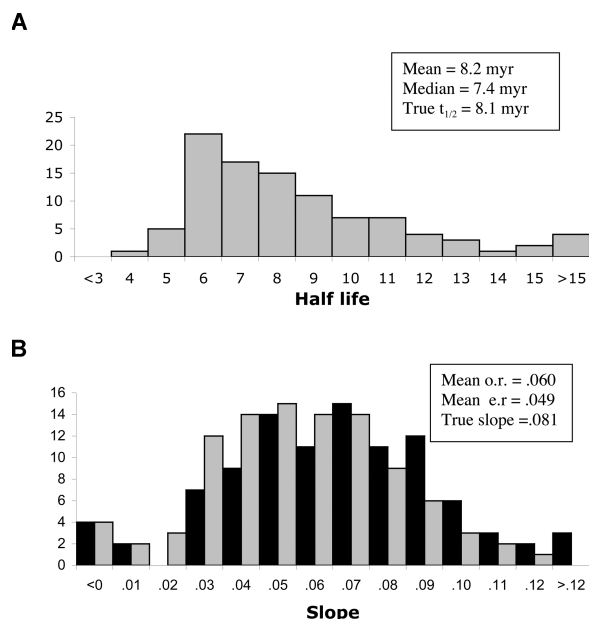 A
Mean = 8.2 myr
Median = 7.4 myr
True t1/2 = 8.1 myr
25
20
15
10
5
0
<3 4 5 6 7 8 9 10 11 12 13 14 15 >15
Half life
B
Mean o.r. = .060
Mean e.r = .049
True slope =.081
16
14
12
10
8
6
4
2
0
<0 .01 .02 .03 .04 .05 .06 .07 .08 .09 .10 .11 .12 >.12
Slope